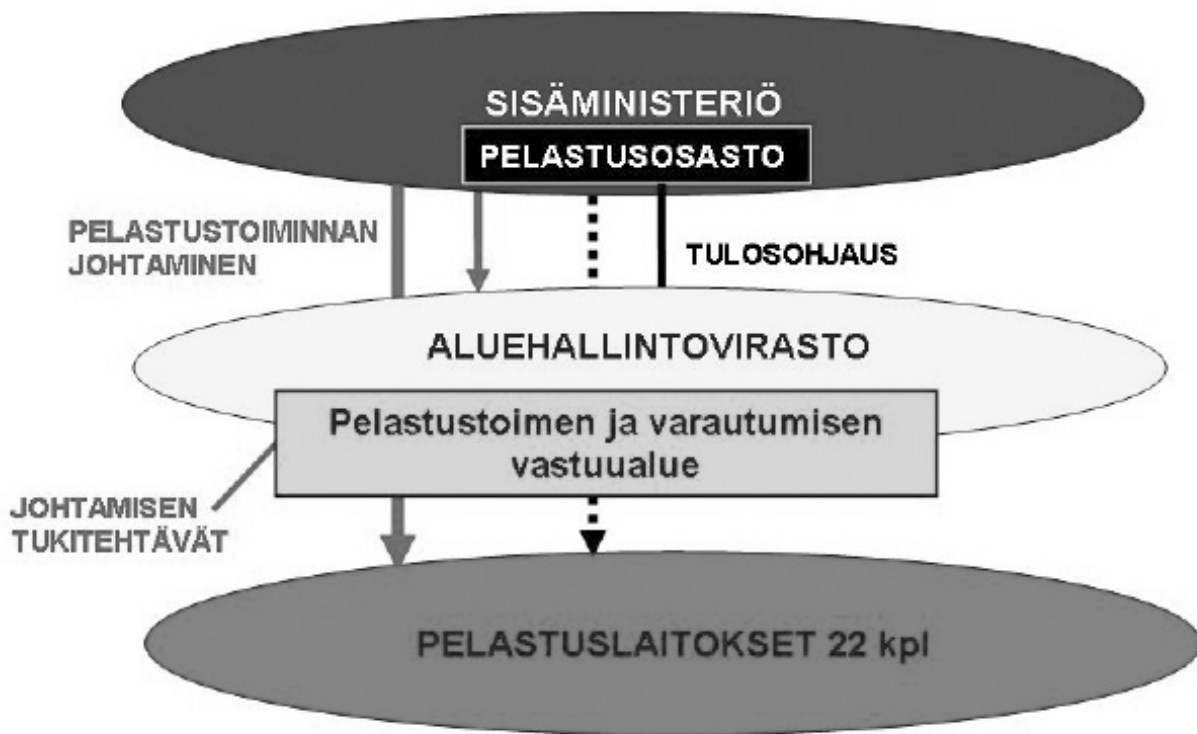 SISÄMINISTERIÖ
PELASTUSOSASTO
PELASTUSTOIMINNAN
JOHTAMINEN
TULOSOHJAUS
ALUEHALLINTOVIRASTO
Pelastustoimen ja varautumisen
vastuualue
JOHTAMISEN
TUKITEHTÄVÄT
PELASTUSLAITOKSET 22 kpl